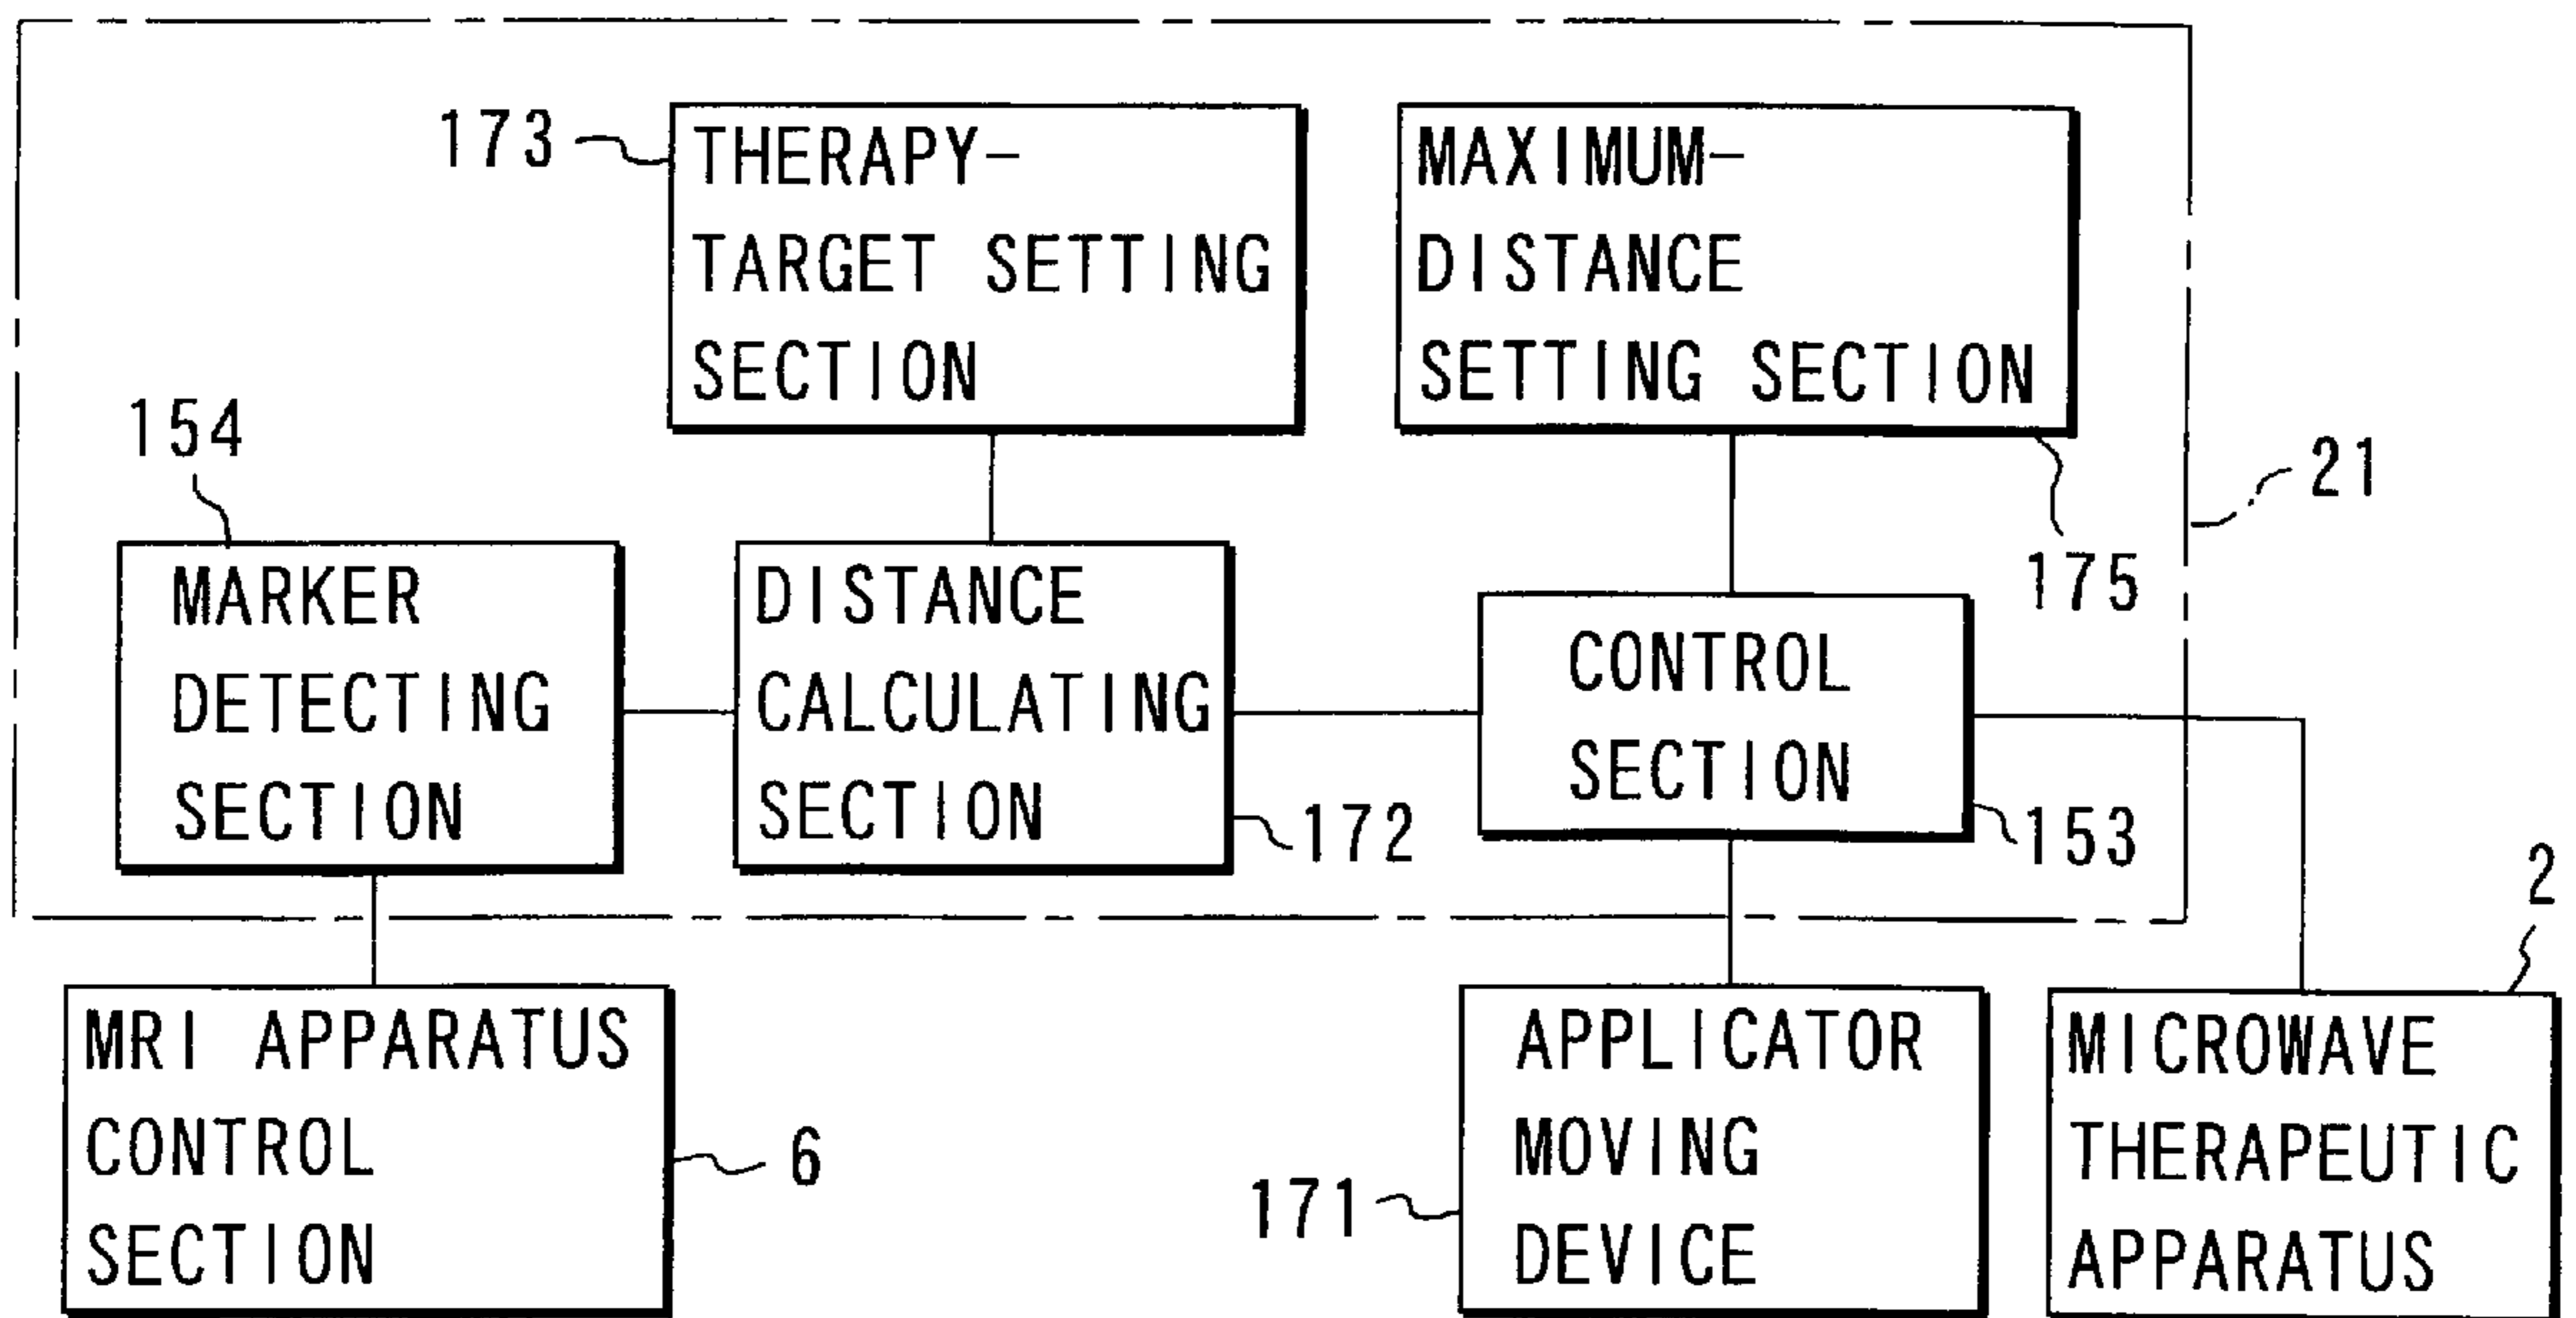 173
THERAPY-
TARGET SETTING
SECTION
MAXIMUM-
DISTANCE
SETTING SECTION
175
21
154
MARKER
DETECTING
SECTION
DISTANCE
CALCULATING
SECTION
172
CONTROL
SECTION
153
MRI APPARATUS
CONTROL
SECTION
6
171
APPLICATOR
MOVING
DEVICE
2
MICROWAVE
THERAPEUTIC
APPARATUS